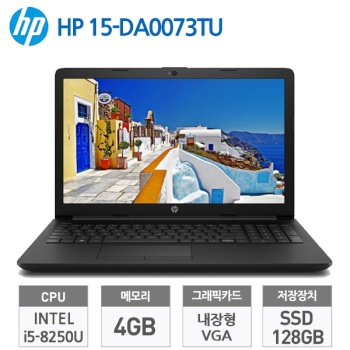 hp HP 15-DA0073TU
hp
CPU
INTEL
i5-8250U
메모리
4GB
그래픽카드
내장형
VGA
저장장치
SSD
128GB